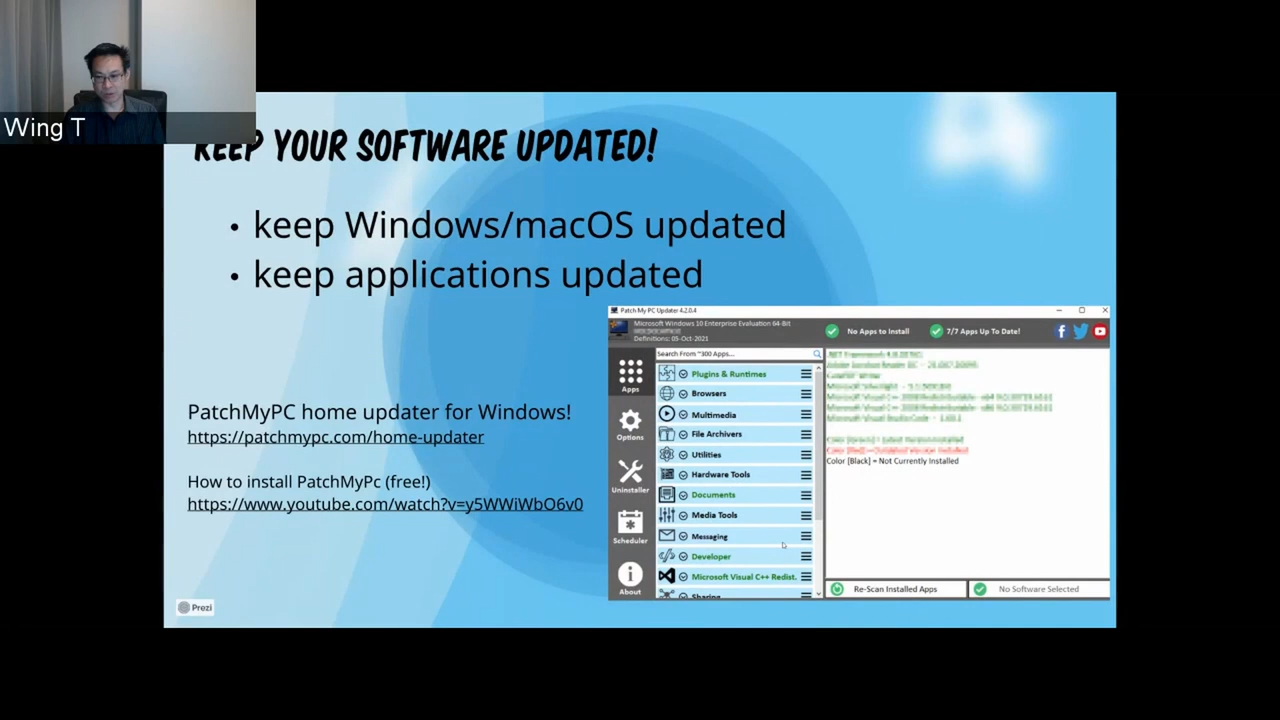 Wing T
KEEP YOUR SOFTWARE UPDATED!
• keep Windows/macOS updated
• keep applications updated
PatchMyPC home updater for Windows!
https://patchmypc.com/home-updater
How to install PatchMyPc (free!)
https://www.youtube.com/watch?v=y5WWiWbO6v0
Prezi
Patch My PC Updater 4.2.0.4
Microsoft Windows 10 Enterprise Evaluation 64-Bit
Definitions: 05-Oct-2021
No Apps to Install
7/7 Apps Up To Date!
Search From ~300 Apps...
Apps
Options
Uninstaller
Scheduler
About
Plugins & Runtimes
Browsers
Multimedia
File Archivers
Utilities
Hardware Tools
Documents
Media Tools
Messaging
Developer
Microsoft Visual C++ Redist.
Sharing
Color [Black] = Not Currently Installed
Re-Scan Installed Apps
No Software Selected